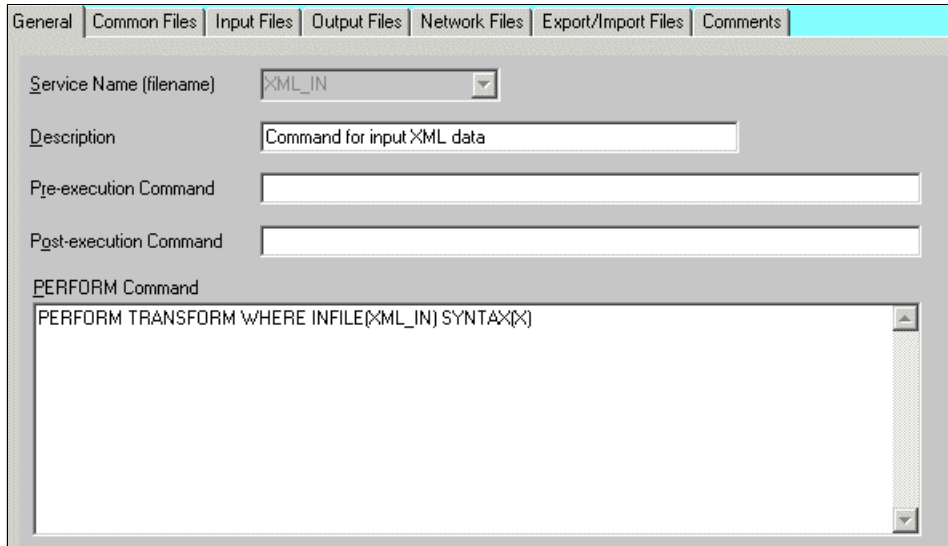 General Common Files Input Files Output Files Network Files Export/Import Files Comments
Service Name (filename) XML_IN
Description Command for input XML data
Pre-execution Command
Post-execution Command
PERFORM Command
PERFORM TRANSFORM WHERE INFILE(XML_IN) SYNTAX(X)